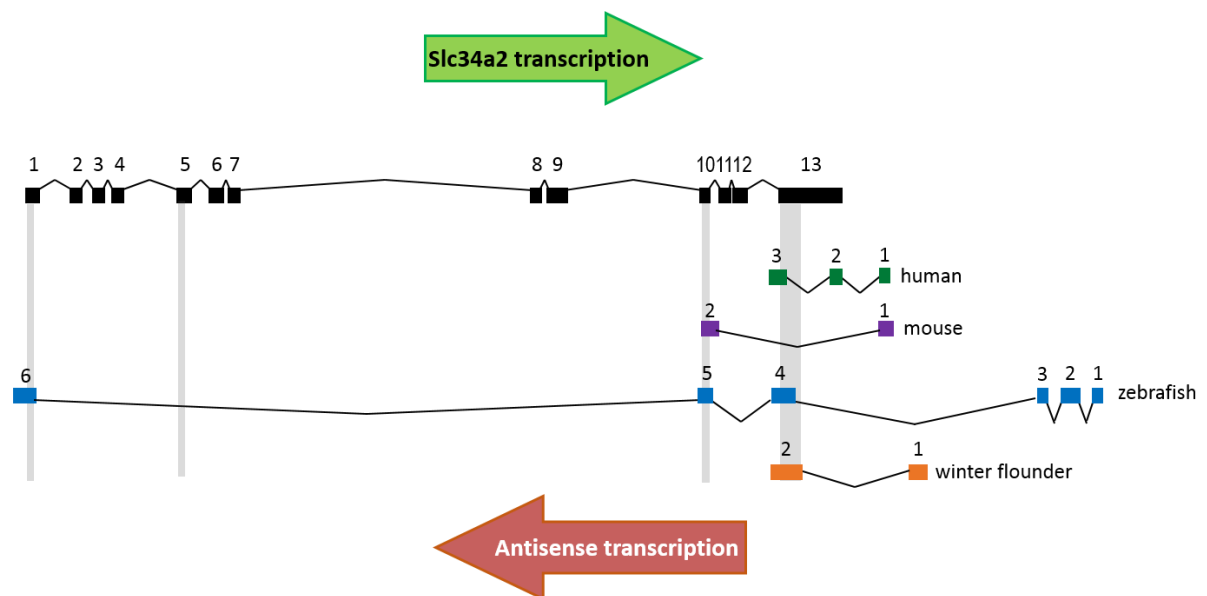 Slc34a2 transcription
1 2 3 4 5 6 7 8 9 10 11 12 13
3 2 1 human
2 1 mouse
6 5 4 3 2 1 zebrafish
2 1 winter flounder
Antisense transcription